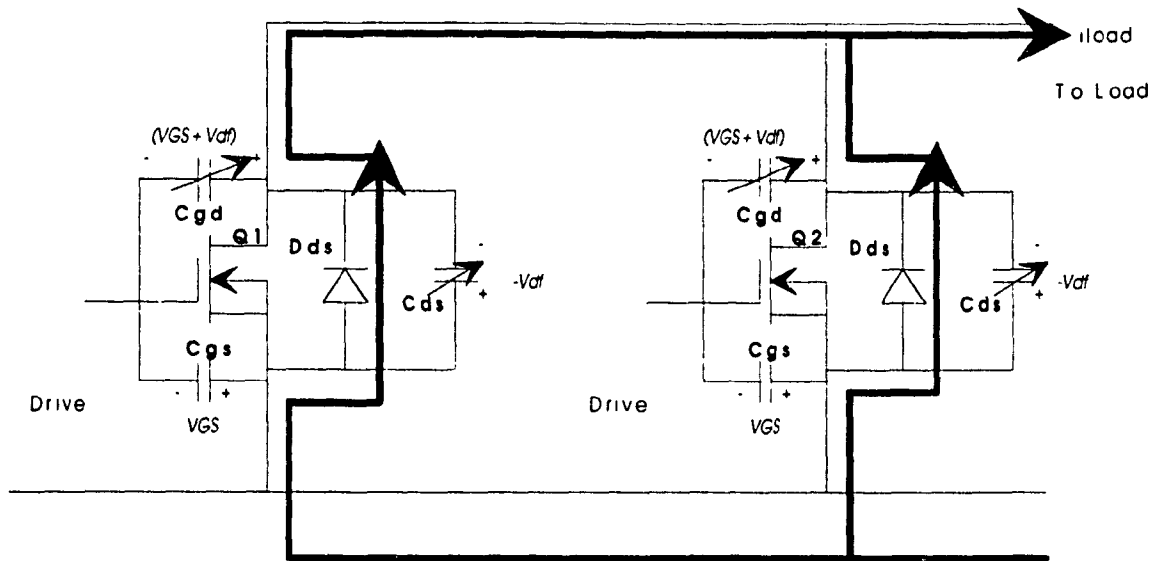 Iload
To Load
(VGS + Vdf)
(VGS + Vdf)
-
+
-
+
Cgd
Cgd
Q1
Dds
-
Q2
Dds
-
-Vdf
-Vdf
+
+
Cds
Cds
Cgs
Cgs
Drive
-
+
Drive
-
+
VGS
VGS